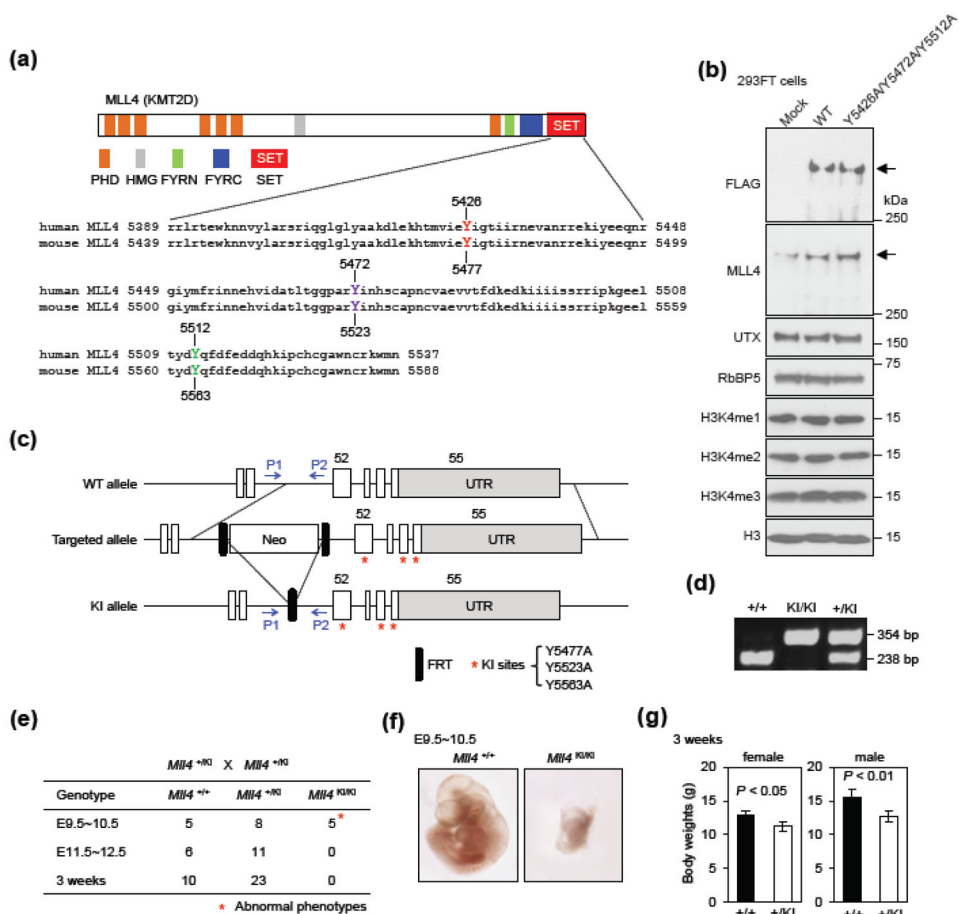 (a)
MLL4 (KMT2D)
SET
SET
PHD HMG FYRN FYRC SET
5426
human MLL4 5389 rrlrtewknnvylarsriqglglyaakdlekhtmvieYigtiirnevanrrekiyeeqnr 5448
mouse MLL4 5439 rrlrtewknnvylarsriqglglyaakdlekhtmvieYigtiirnevanrrekiyeeqnr 5499
5477
5472
human MLL4 5449 giymfrinnehvidatltggparYinhscapncvaevvtfdkedkiiiissrripkgeel 5508
mouse MLL4 5500 giymfrinnehvidatltggparYinhscapncvaevvtfdkedkiiiissrripkgeel 5559
5523
5512
human MLL4 5509 tydYqfdfeddqhkipchcgawncrkwmn 5537
mouse MLL4 5560 tydYqfdfeddqhkipchcgawncrkwmn 5588
5563
(b)
293FT cells
Mock
WT
Y5426A/Y5472A/Y5512A
FLAG
kDa
250
MLL4
250
UTX
150
75
RbBP5
H3K4me1
15
H3K4me2
15
H3K4me3
15
H3
15
(c)
P1 P2 52 55
WT allele
UTR
52 55
Targeted allele
Neo
UTR
* * *
52 55
KI allele
UTR
P1 P2
* * *
FRT
* KI sites
Y5477A
Y5523A
Y5563A
(d)
+/+ KI/KI +/KI
354 bp
238 bp
(e)
Mll4 +/KI X Mll4 +/KI
Genotype Mll4 +/+ Mll4 +/KI Mll4 KI/KI
E9.5~10.5 5 8 5*
E11.5~12.5 6 11 0
3 weeks 10 23 0
* Abnormal phenotypes
(f)
E9.5~10.5
Mll4 +/+ Mll4 KI/KI
(g)
3 weeks
female male
Body weights (g)
20
15
10
5
0
P < 0.05
+/+ +/KI
20
15
10
5
0
P < 0.01
+/+ +/KI